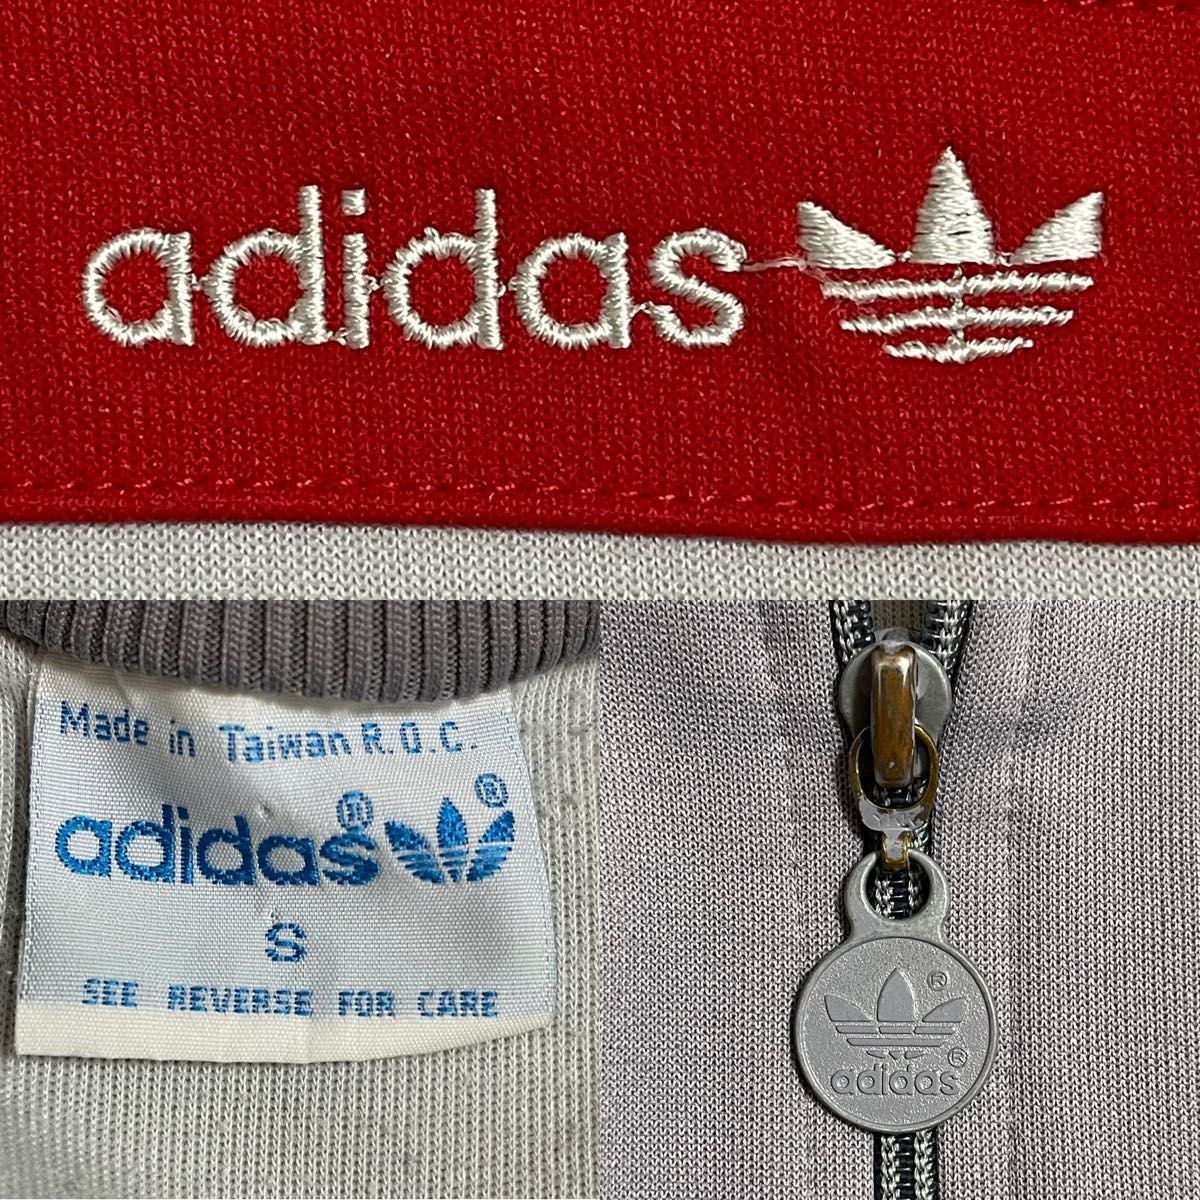 adidas
Made in Taiwan R.O.C.
adidas® ®
S
SEE REVERSE FOR CARE
®
®
adidas